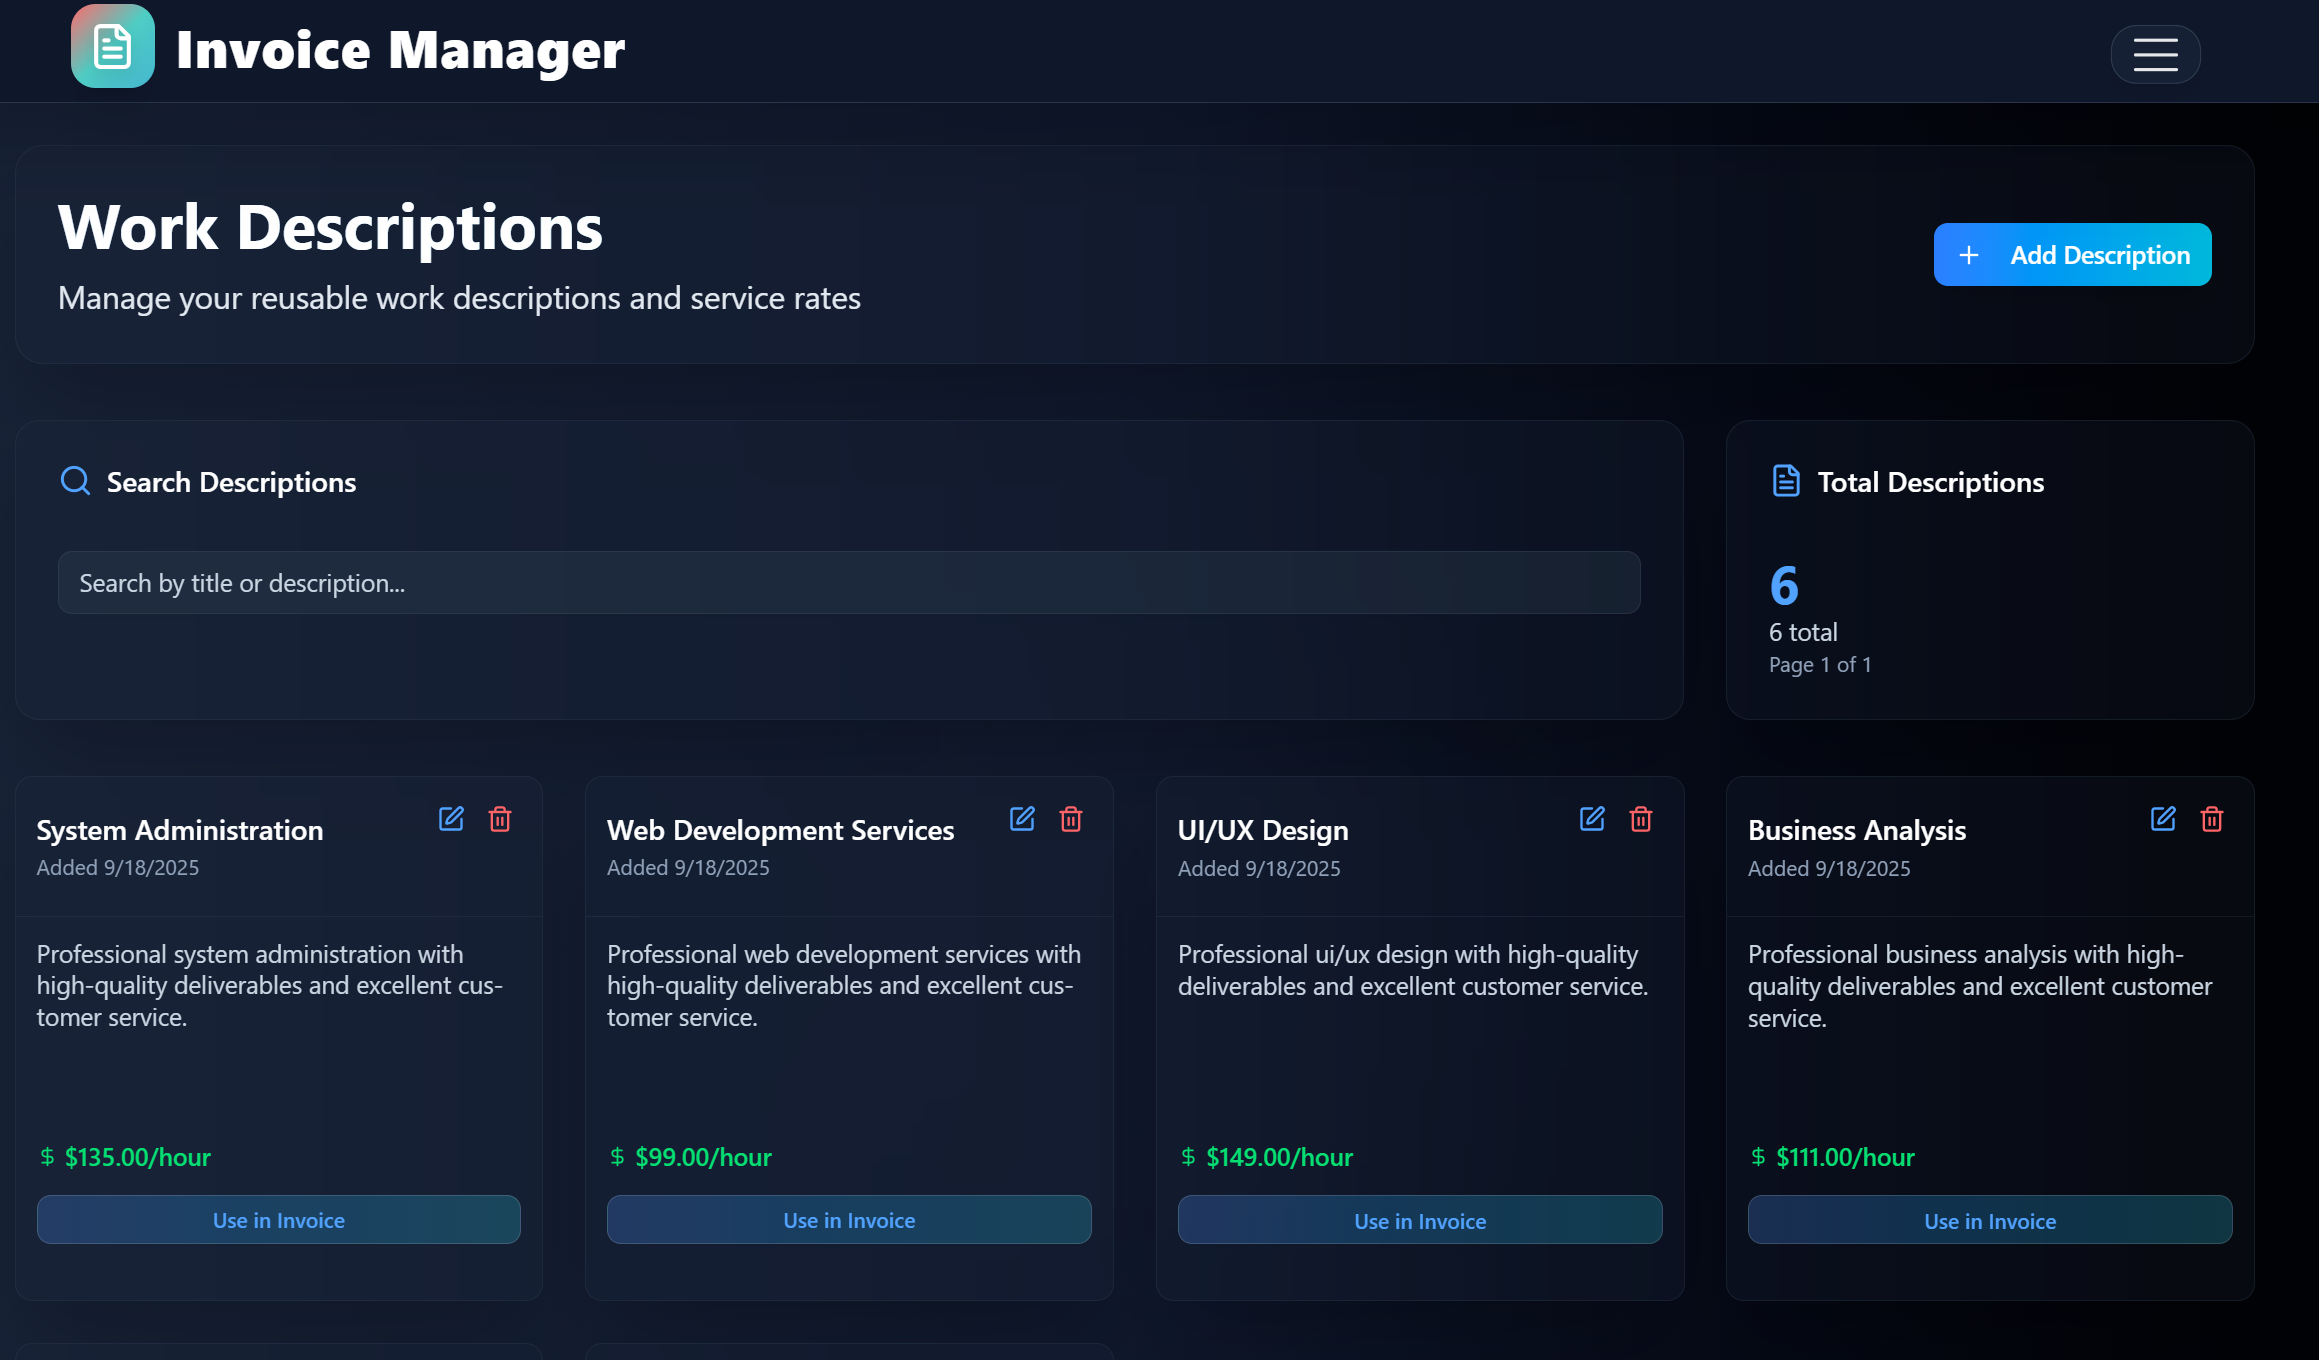 Invoice Manager
Work Descriptions
Manage your reusable work descriptions and service rates
+ Add Description
Search Descriptions
Search by title or description...
Total Descriptions
6
6 total
Page 1 of 1
System Administration
Added 9/18/2025
Professional system administration with
high-quality deliverables and excellent cus-
tomer service.
$ $135.00/hour
Use in Invoice
Web Development Services
Added 9/18/2025
Professional web development services with
high-quality deliverables and excellent cus-
tomer service.
$ $99.00/hour
Use in Invoice
UI/UX Design
Added 9/18/2025
Professional ui/ux design with high-quality
deliverables and excellent customer service.
$ $149.00/hour
Use in Invoice
Business Analysis
Added 9/18/2025
Professional business analysis with high-
quality deliverables and excellent customer
service.
$ $111.00/hour
Use in Invoice